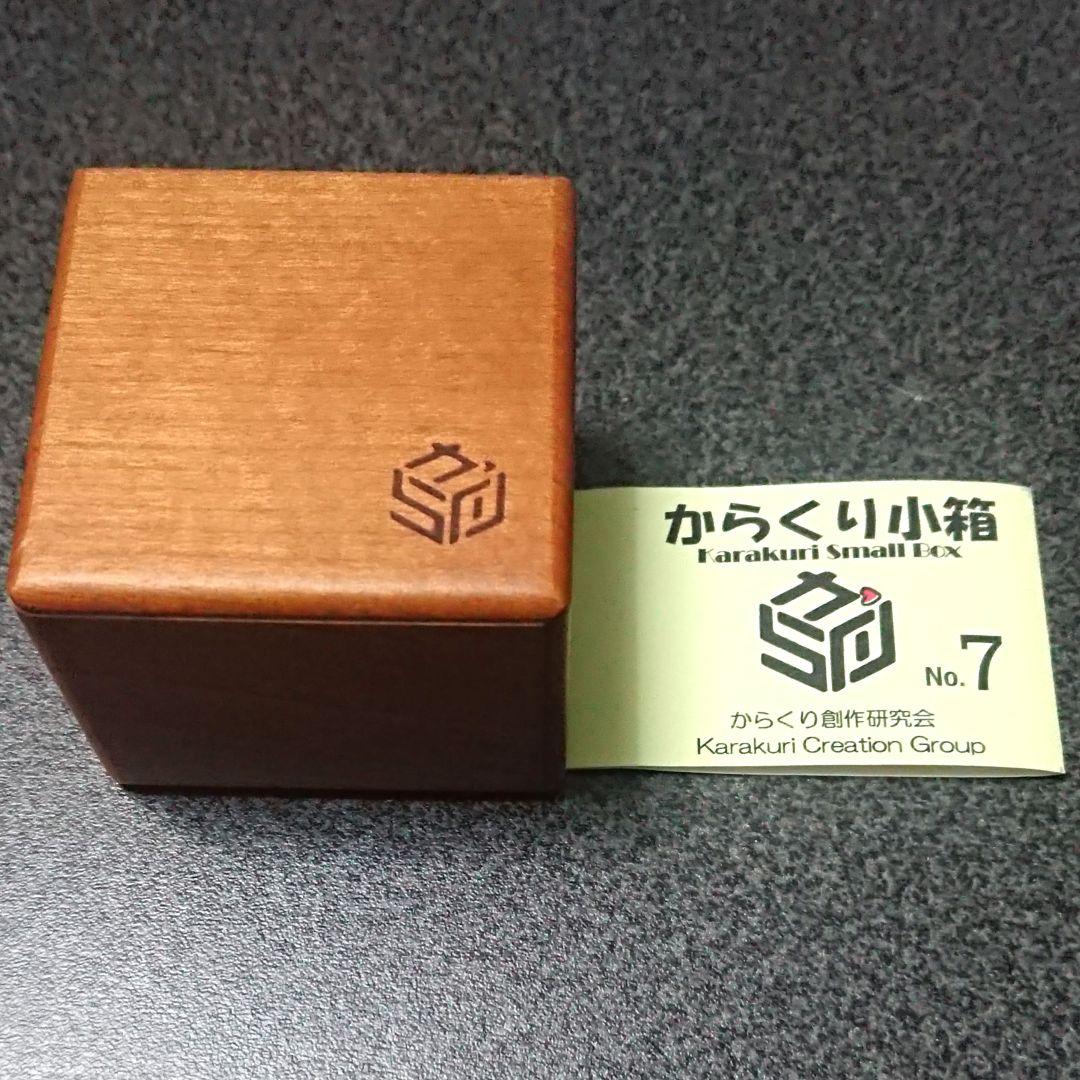 からくり小箱
Karakuri Small Box
No.7
からくり創作研究会
Karakuri Creation Group